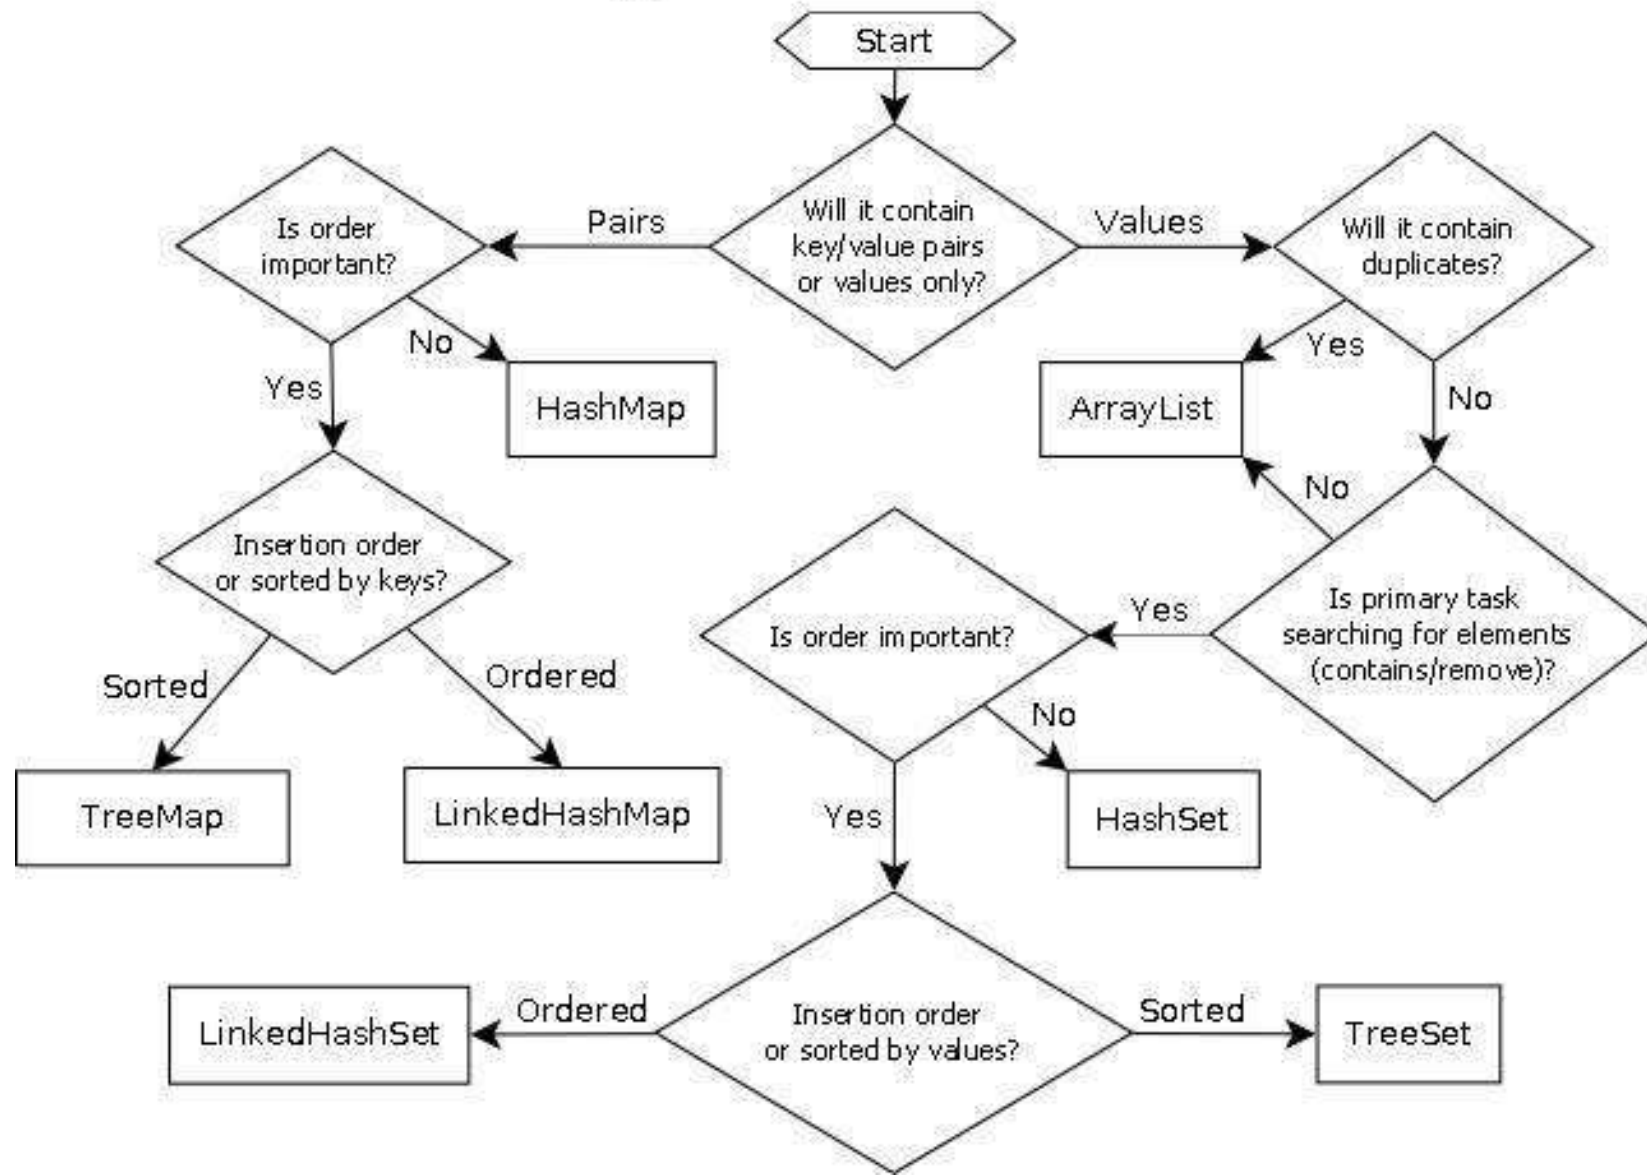 Start
Will it contain
key/value pairs
or values only?
Pairs
Values
Is order
important?
Will it contain
duplicates?
No
Yes
Yes
No
HashMap
ArrayList
No
Insertion order
or sorted by keys?
Is primary task
searching for elements
(contains/remove)?
Yes
Is order important?
Sorted
Ordered
No
TreeMap
LinkedHashMap
Yes
HashSet
Insertion order
or sorted by values?
Ordered
Sorted
LinkedHashSet
TreeSet